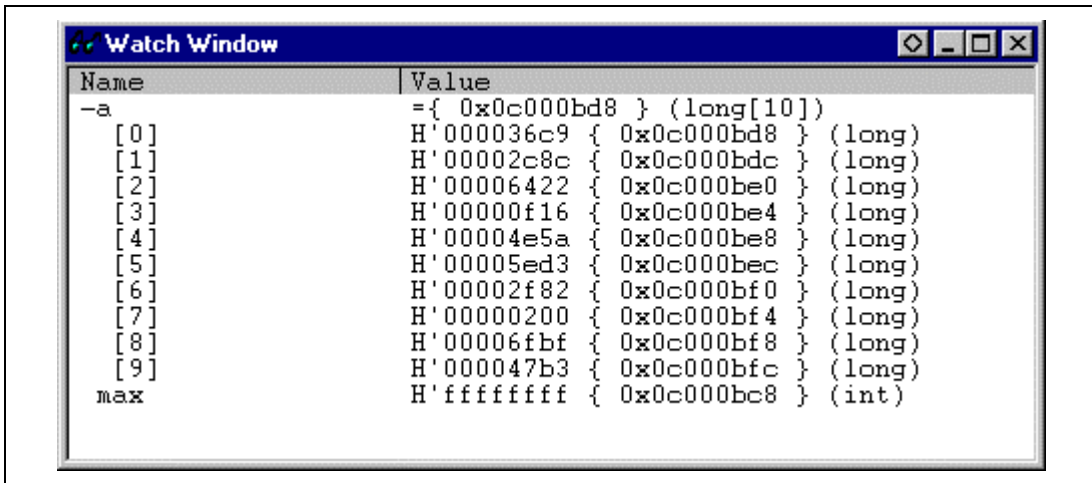 Watch Window
Name Value
-a ={ 0x0c000bd8 } (long[10])
[0] H'000036c9 { 0x0c000bd8 } (long)
[1] H'00002c8c { 0x0c000bdc } (long)
[2] H'00006422 { 0x0c000be0 } (long)
[3] H'00000f16 { 0x0c000be4 } (long)
[4] H'00004e5a { 0x0c000be8 } (long)
[5] H'00005ed3 { 0x0c000bec } (long)
[6] H'00002f82 { 0x0c000bf0 } (long)
[7] H'00000200 { 0x0c000bf4 } (long)
[8] H'00006fbf { 0x0c000bf8 } (long)
[9] H'000047b3 { 0x0c000bfc } (long)
max H'ffffffff { 0x0c000bc8 } (int)